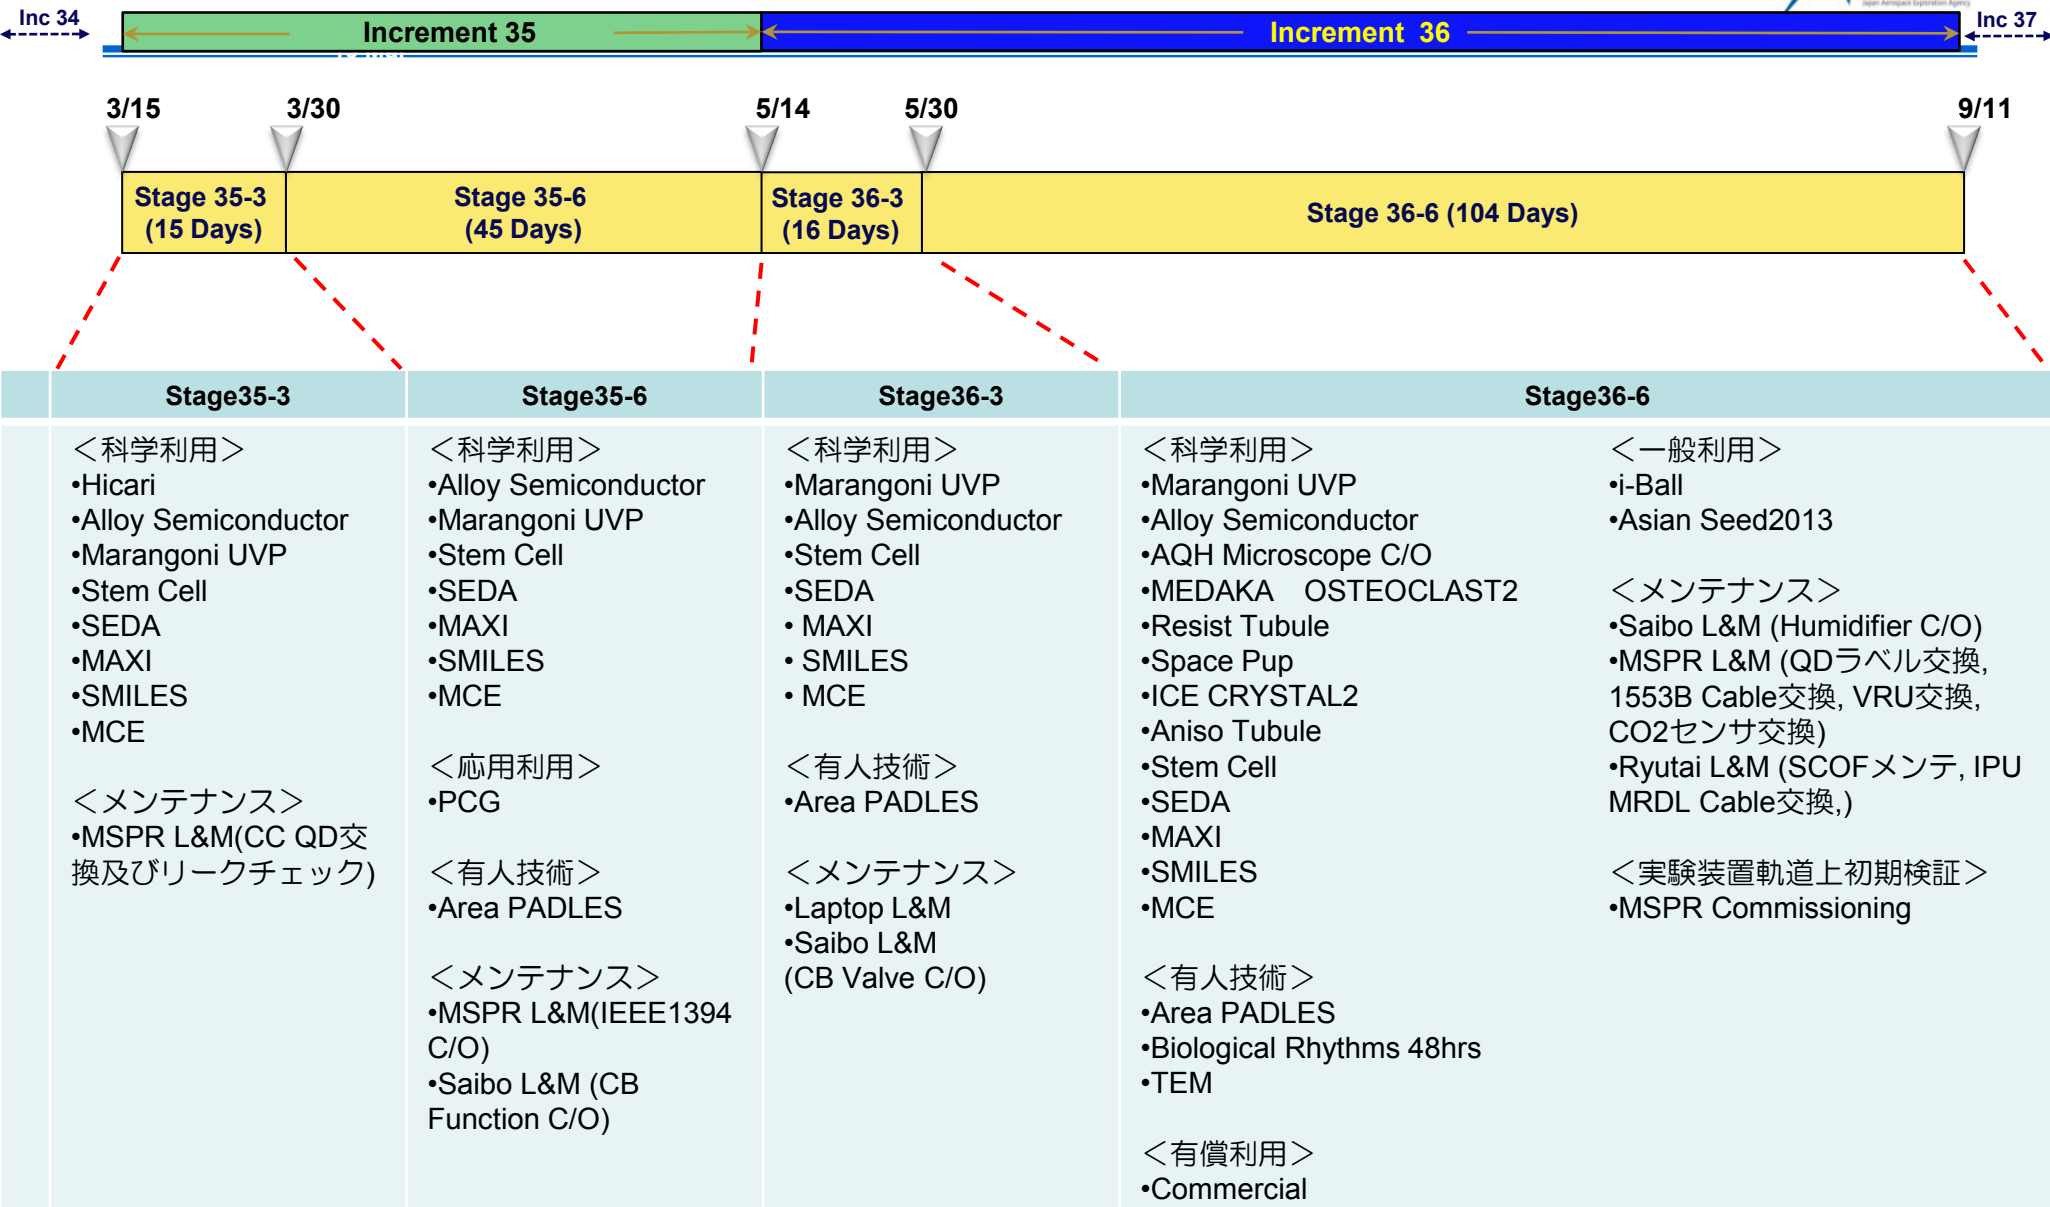 Japan Aerospace Exploration Agency
Inc 34
Increment 35
Increment 36
Inc 37
3/15
3/30
5/14
5/30
9/11
Stage 35-3
(15 Days)
Stage 35-6
(45 Days)
Stage 36-3
(16 Days)
Stage 36-6 (104 Days)
Stage35-3
Stage35-6
Stage36-3
Stage36-6
＜科学利用＞
•Hicari
•Alloy Semiconductor
•Marangoni UVP
•Stem Cell
•SEDA
•MAXI
•SMILES
•MCE
＜メンテナンス＞
•MSPR L&M(CC QD交
換及びリークチェック)
＜科学利用＞
•Alloy Semiconductor
•Marangoni UVP
•Stem Cell
•SEDA
•MAXI
•SMILES
•MCE
＜応用利用＞
•PCG
＜有人技術＞
•Area PADLES
＜メンテナンス＞
•MSPR L&M(IEEE1394
C/O)
•Saibo L&M (CB
Function C/O)
＜科学利用＞
•Marangoni UVP
•Alloy Semiconductor
•Stem Cell
•SEDA
• MAXI
• SMILES
• MCE
＜有人技術＞
•Area PADLES
＜メンテナンス＞
•Laptop L&M
•Saibo L&M
(CB Valve C/O)
＜科学利用＞
•Marangoni UVP
•Alloy Semiconductor
•AQH Microscope C/O
•MEDAKA　OSTEOCLAST2
•Resist Tubule
•Space Pup
•ICE CRYSTAL2
•Aniso Tubule
•Stem Cell
•SEDA
•MAXI
•SMILES
•MCE
＜有人技術＞
•Area PADLES
•Biological Rhythms 48hrs
•TEM
＜有償利用＞
•Commercial
＜一般利用＞
•i-Ball
•Asian Seed2013
＜メンテナンス＞
•Saibo L&M (Humidifier C/O)
•MSPR L&M (QDラベル交換,
1553B Cable交換, VRU交換,
CO2センサ交換)
•Ryutai L&M (SCOFメンテ, IPU
MRDL Cable交換,)
＜実験装置軌道上初期検証＞
•MSPR Commissioning